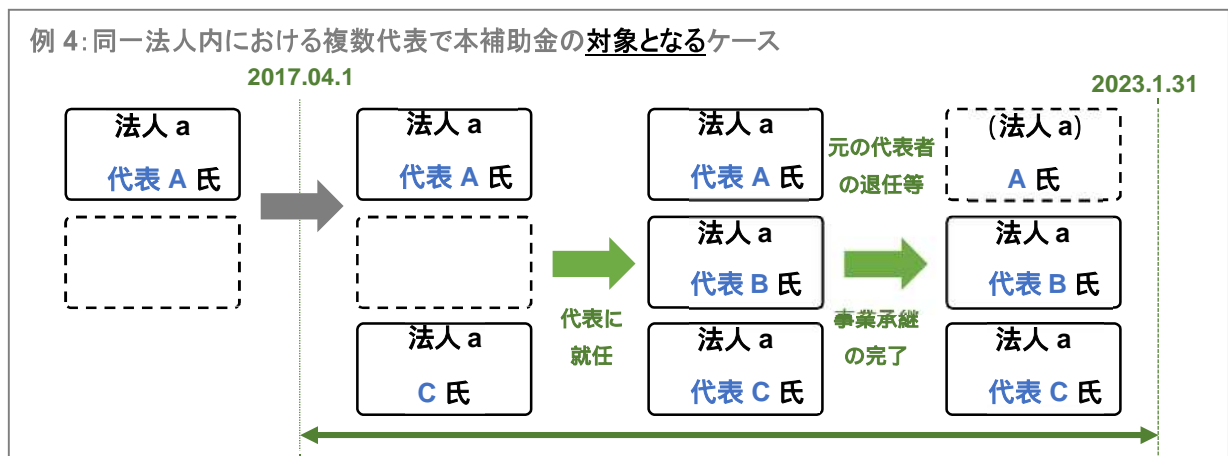 例 4：同一法人内における複数代表で本補助金の対象となるケース
2017.04.1
2023.1.31
法人 a
代表 A 氏
法人 a
代表 A 氏
法人 a
代表 A 氏
元の代表者
の退任等
(法人 a)
A 氏
法人 a
代表 B 氏
法人 a
代表 B 氏
代表に
就任
事業承継
の完了
法人 a
C 氏
法人 a
代表 C 氏
法人 a
代表 C 氏